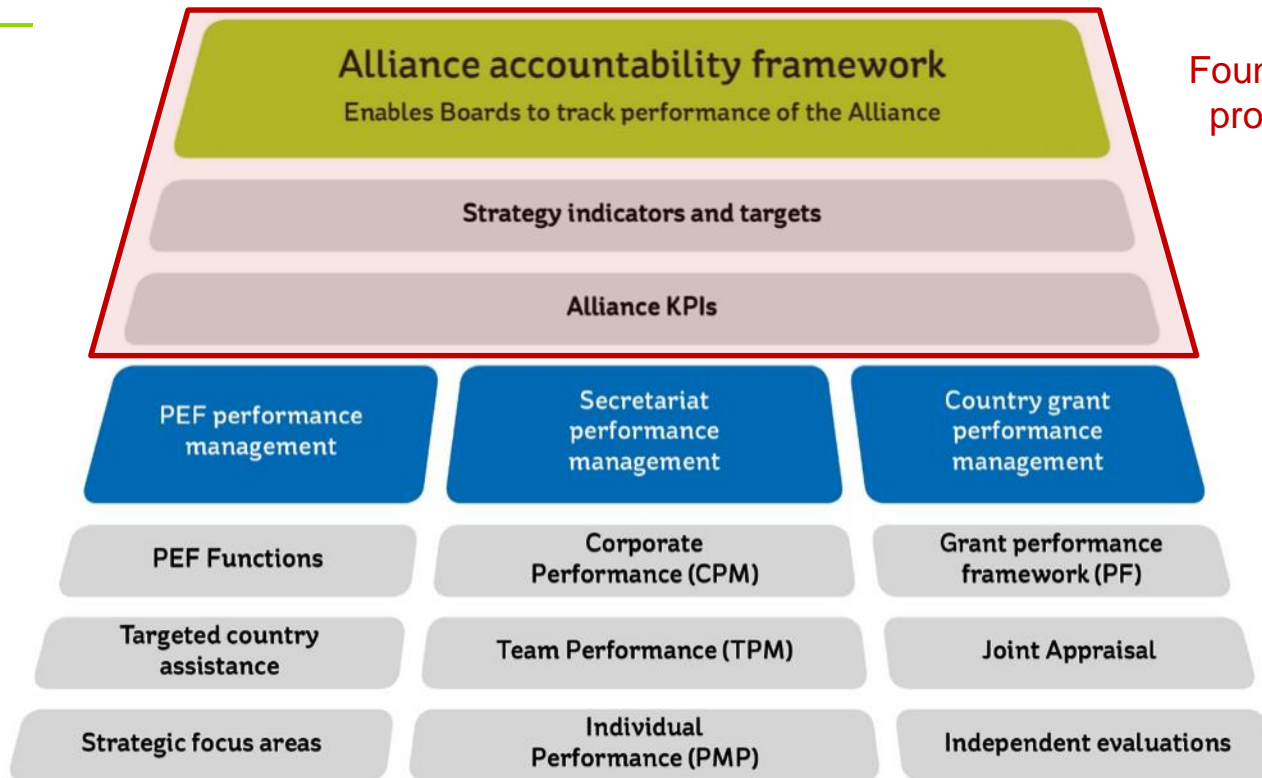 Alliance accountability framework
Enables Boards to track performance of the Alliance
Strategy indicators and targets
Alliance KPIs
PEF performance
management
Secretariat
performance
management
Country grant
performance
management
PEF Functions
Corporate
Performance (CPM)
Grant performance
framework (PF)
Targeted country
assistance
Team Performance (TPM)
Joint Appraisal
Strategic focus areas
Individual
Performance (PMP)
Independent evaluations